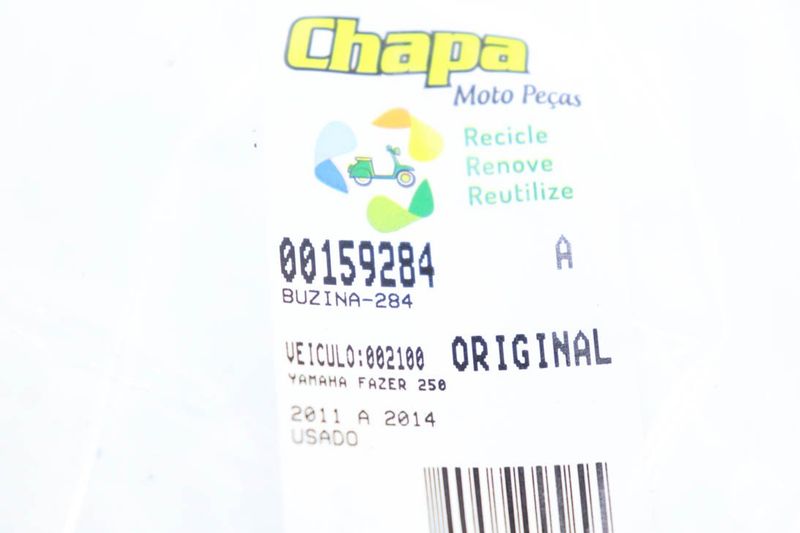 Chapa
Moto Peças
Recicle
Renove
Reutilize
00159284 A
BUZINA-284
VEICULO:002100 ORIGINAL
YAMAHA FAZER 250
2011 A 2014
USADO